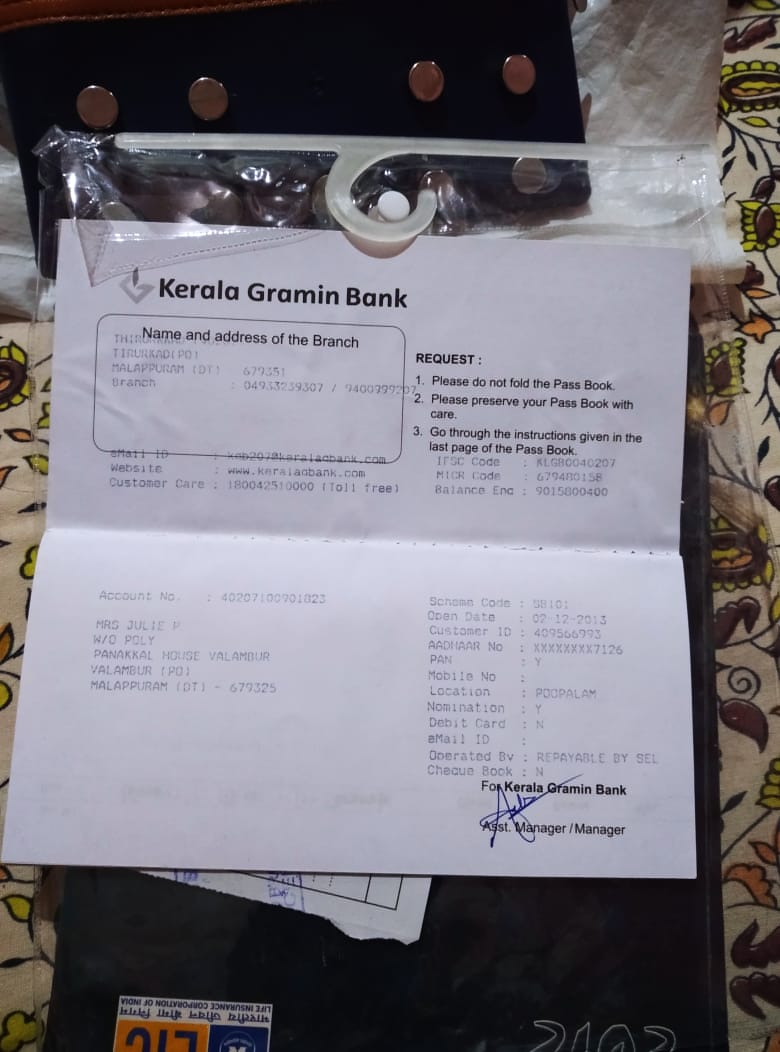 Kerala Gramin Bank
Name and address of the Branch
TIRURKAD(PO)
MALAPPURAM (DT) 679351
Branch : 04933239307 / 9400999207
eMail ID : kgb207@keralagbank.com
Website : www.keralagbank.com
Customer Care : 180042510000 (Toll free)
REQUEST :
1. Please do not fold the Pass Book.
2. Please preserve your Pass Book with
care.
3. Go through the instructions given in the
last page of the Pass Book.
IFSC Code : KLGB0040207
MICR Code : 679480158
Balance Enq : 9015800400
Account No. : 40207100901823
MRS JULIE P
W/O POLY
PANAKKAL HOUSE VALAMBUR
VALAMBUR (PO)
MALAPPURAM (DT) - 679325
Scheme Code : SB101
Open Date : 02-12-2013
Customer ID : 409566993
AADHAAR No : XXXXXXXX7126
PAN : Y
Mobile No :
Location : POOPALAM
Nomination : Y
Debit Card : N
eMail ID :
Operated By : REPAYABLE BY SEL
Cheque Book : N
For Kerala Gramin Bank
Asst. Manager / Manager
भारतीय जीवन बीमा निगम
LIFE INSURANCE CORPORATION OF INDIA
LIC